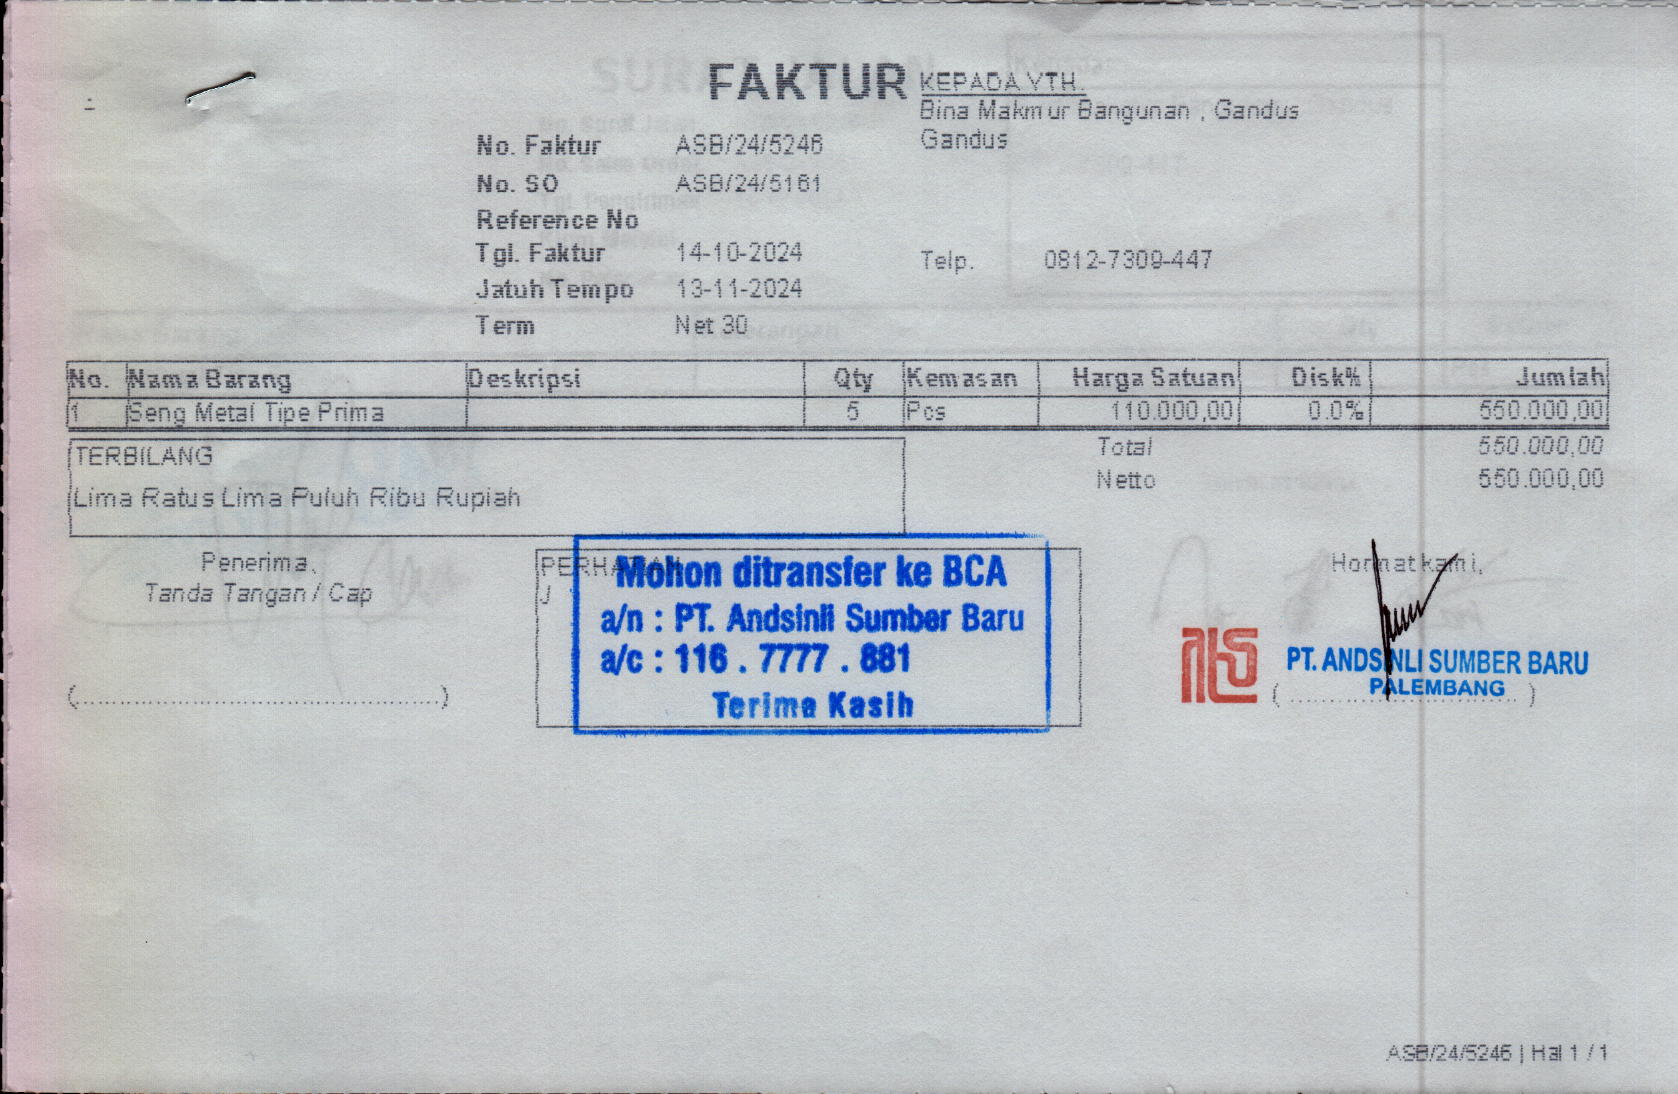 FAKTUR
KEPADA YTH.
Bina Makmur Bangunan , Gandus
Gandus
No. Faktur ASB/24/5246
No. SO ASB/24/5161
Reference No
Tgl. Faktur 14-10-2024
Telp. 0812-7309-447
Jatuh Tempo 13-11-2024
Term Net 30
No. Nama Barang Deskripsi Qty Kemasan Harga Satuan Disk% Jumlah
1 Seng Metal Tipe Prima 5 Pcs 110.000,00 0.0% 550.000,00
TERBILANG
Lima Ratus Lima Puluh Ribu Rupiah
Total 550.000,00
Netto 550.000,00
Penerima,
Tanda Tangan / Cap
(........................................)
PERHATIAN
J
Mohon ditransfer ke BCA
a/n : PT. Andsinli Sumber Baru
a/c : 116 . 7777 . 881
Terima Kasih
Hormat kami,
PT. ANDSINLI SUMBER BARU
PALEMBANG
(........................................)
ASB/24/5246 | Hal 1 / 1